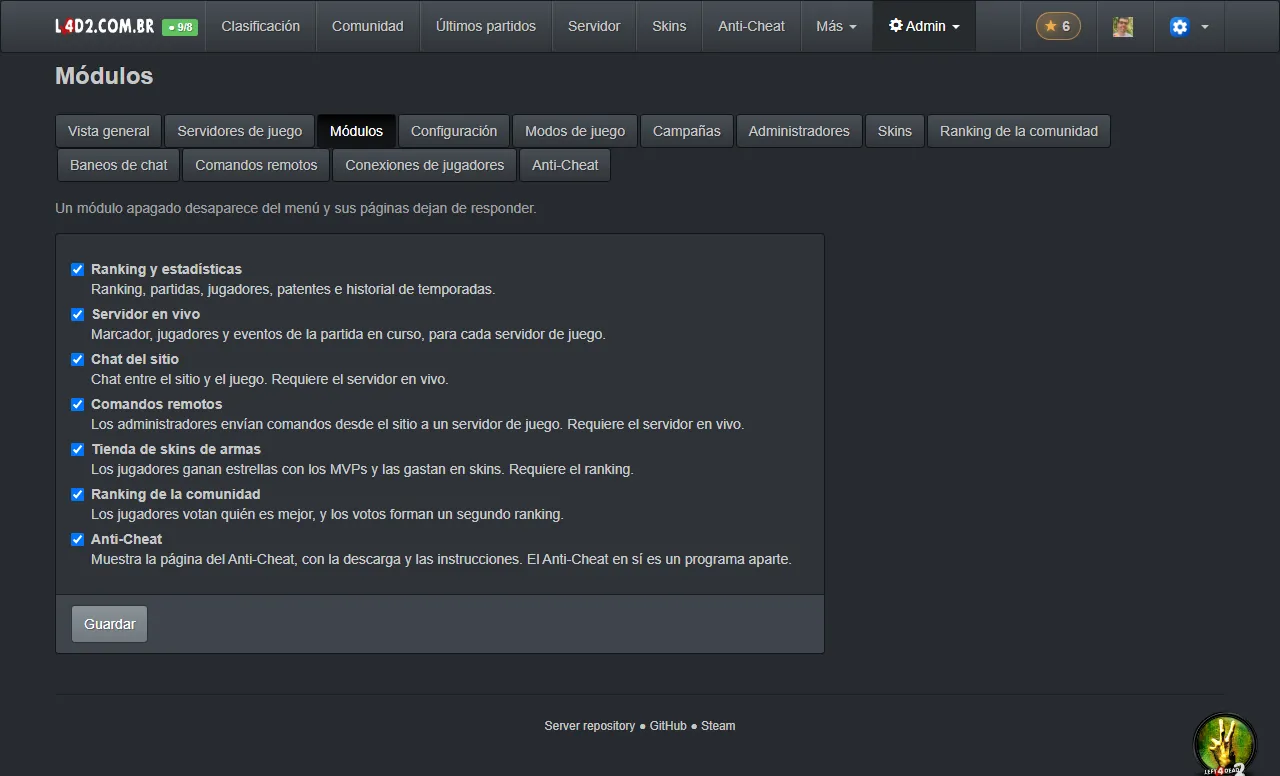 L4D2.COM.BR ● 9/8 Clasificación Comunidad Últimos partidos Servidor Skins Anti-Cheat Más Admin ★ 6
Módulos
Vista general Servidores de juego Módulos Configuración Modos de juego Campañas Administradores Skins Ranking de la comunidad
Baneos de chat Comandos remotos Conexiones de jugadores Anti-Cheat
Un módulo apagado desaparece del menú y sus páginas dejan de responder.
Ranking y estadísticas
Ranking, partidas, jugadores, patentes e historial de temporadas.
Servidor en vivo
Marcador, jugadores y eventos de la partida en curso, para cada servidor de juego.
Chat del sitio
Chat entre el sitio y el juego. Requiere el servidor en vivo.
Comandos remotos
Los administradores envían comandos desde el sitio a un servidor de juego. Requiere el servidor en vivo.
Tienda de skins de armas
Los jugadores ganan estrellas con los MVPs y las gastan en skins. Requiere el ranking.
Ranking de la comunidad
Los jugadores votan quién es mejor, y los votos forman un segundo ranking.
Anti-Cheat
Muestra la página del Anti-Cheat, con la descarga y las instrucciones. El Anti-Cheat en sí es un programa aparte.
Guardar
Server repository ● GitHub ● Steam
LEFT 4 DEAD 2